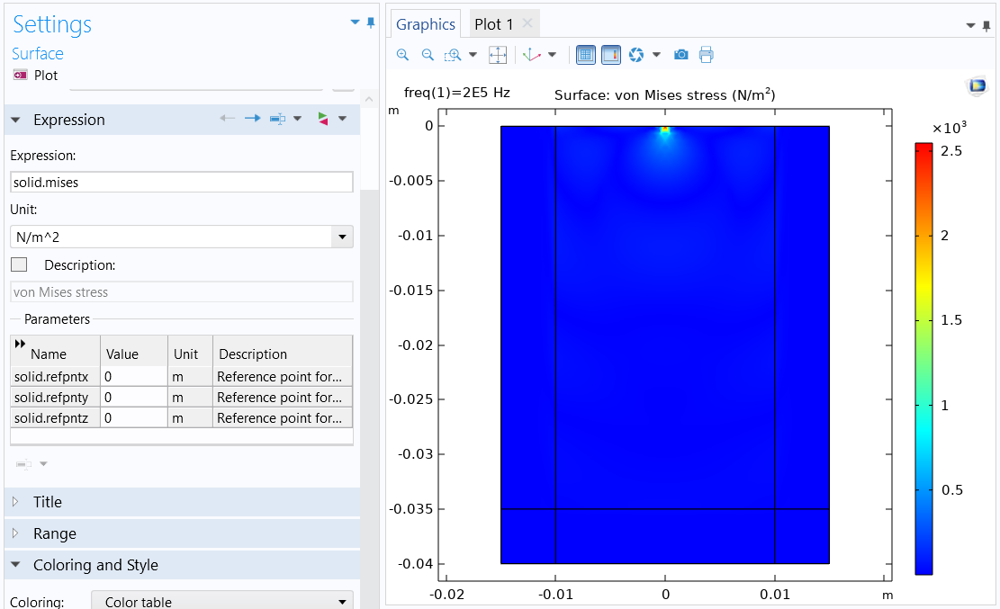 Settings
Surface
Plot
Expression
Expression:
solid.mises
Unit:
N/m^2
Description:
von Mises stress
Parameters
Name Value Unit Description
solid.refpntx 0 m Reference point for...
solid.refpnty 0 m Reference point for...
solid.refpntz 0 m Reference point for...
Title
Range
Coloring and Style
Coloring: Color table
Graphics Plot 1
freq(1)=2E5 Hz Surface: von Mises stress (N/m²)
m
0
-0.005
-0.01
-0.015
-0.02
-0.025
-0.03
-0.035
-0.04
-0.02 -0.01 0 0.01 m
×10³
2.5
2
1.5
1
0.5